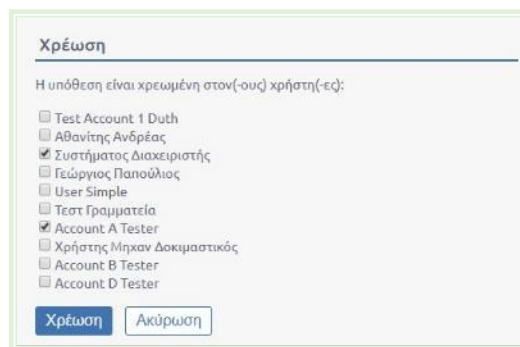 Χρέωση
Η υπόθεση είναι χρεωμένη στον(-ους) χρήστη(-ες):
Test Account 1 Duth
Αθανίτης Ανδρέας
Συστήματος Διαχειριστής
Γεώργιος Παπούλιος
User Simple
Τεστ Γραμματεία
Account A Tester
Χρήστης Μηχαν Δοκιμαστικός
Account B Tester
Account D Tester
Χρέωση Ακύρωση